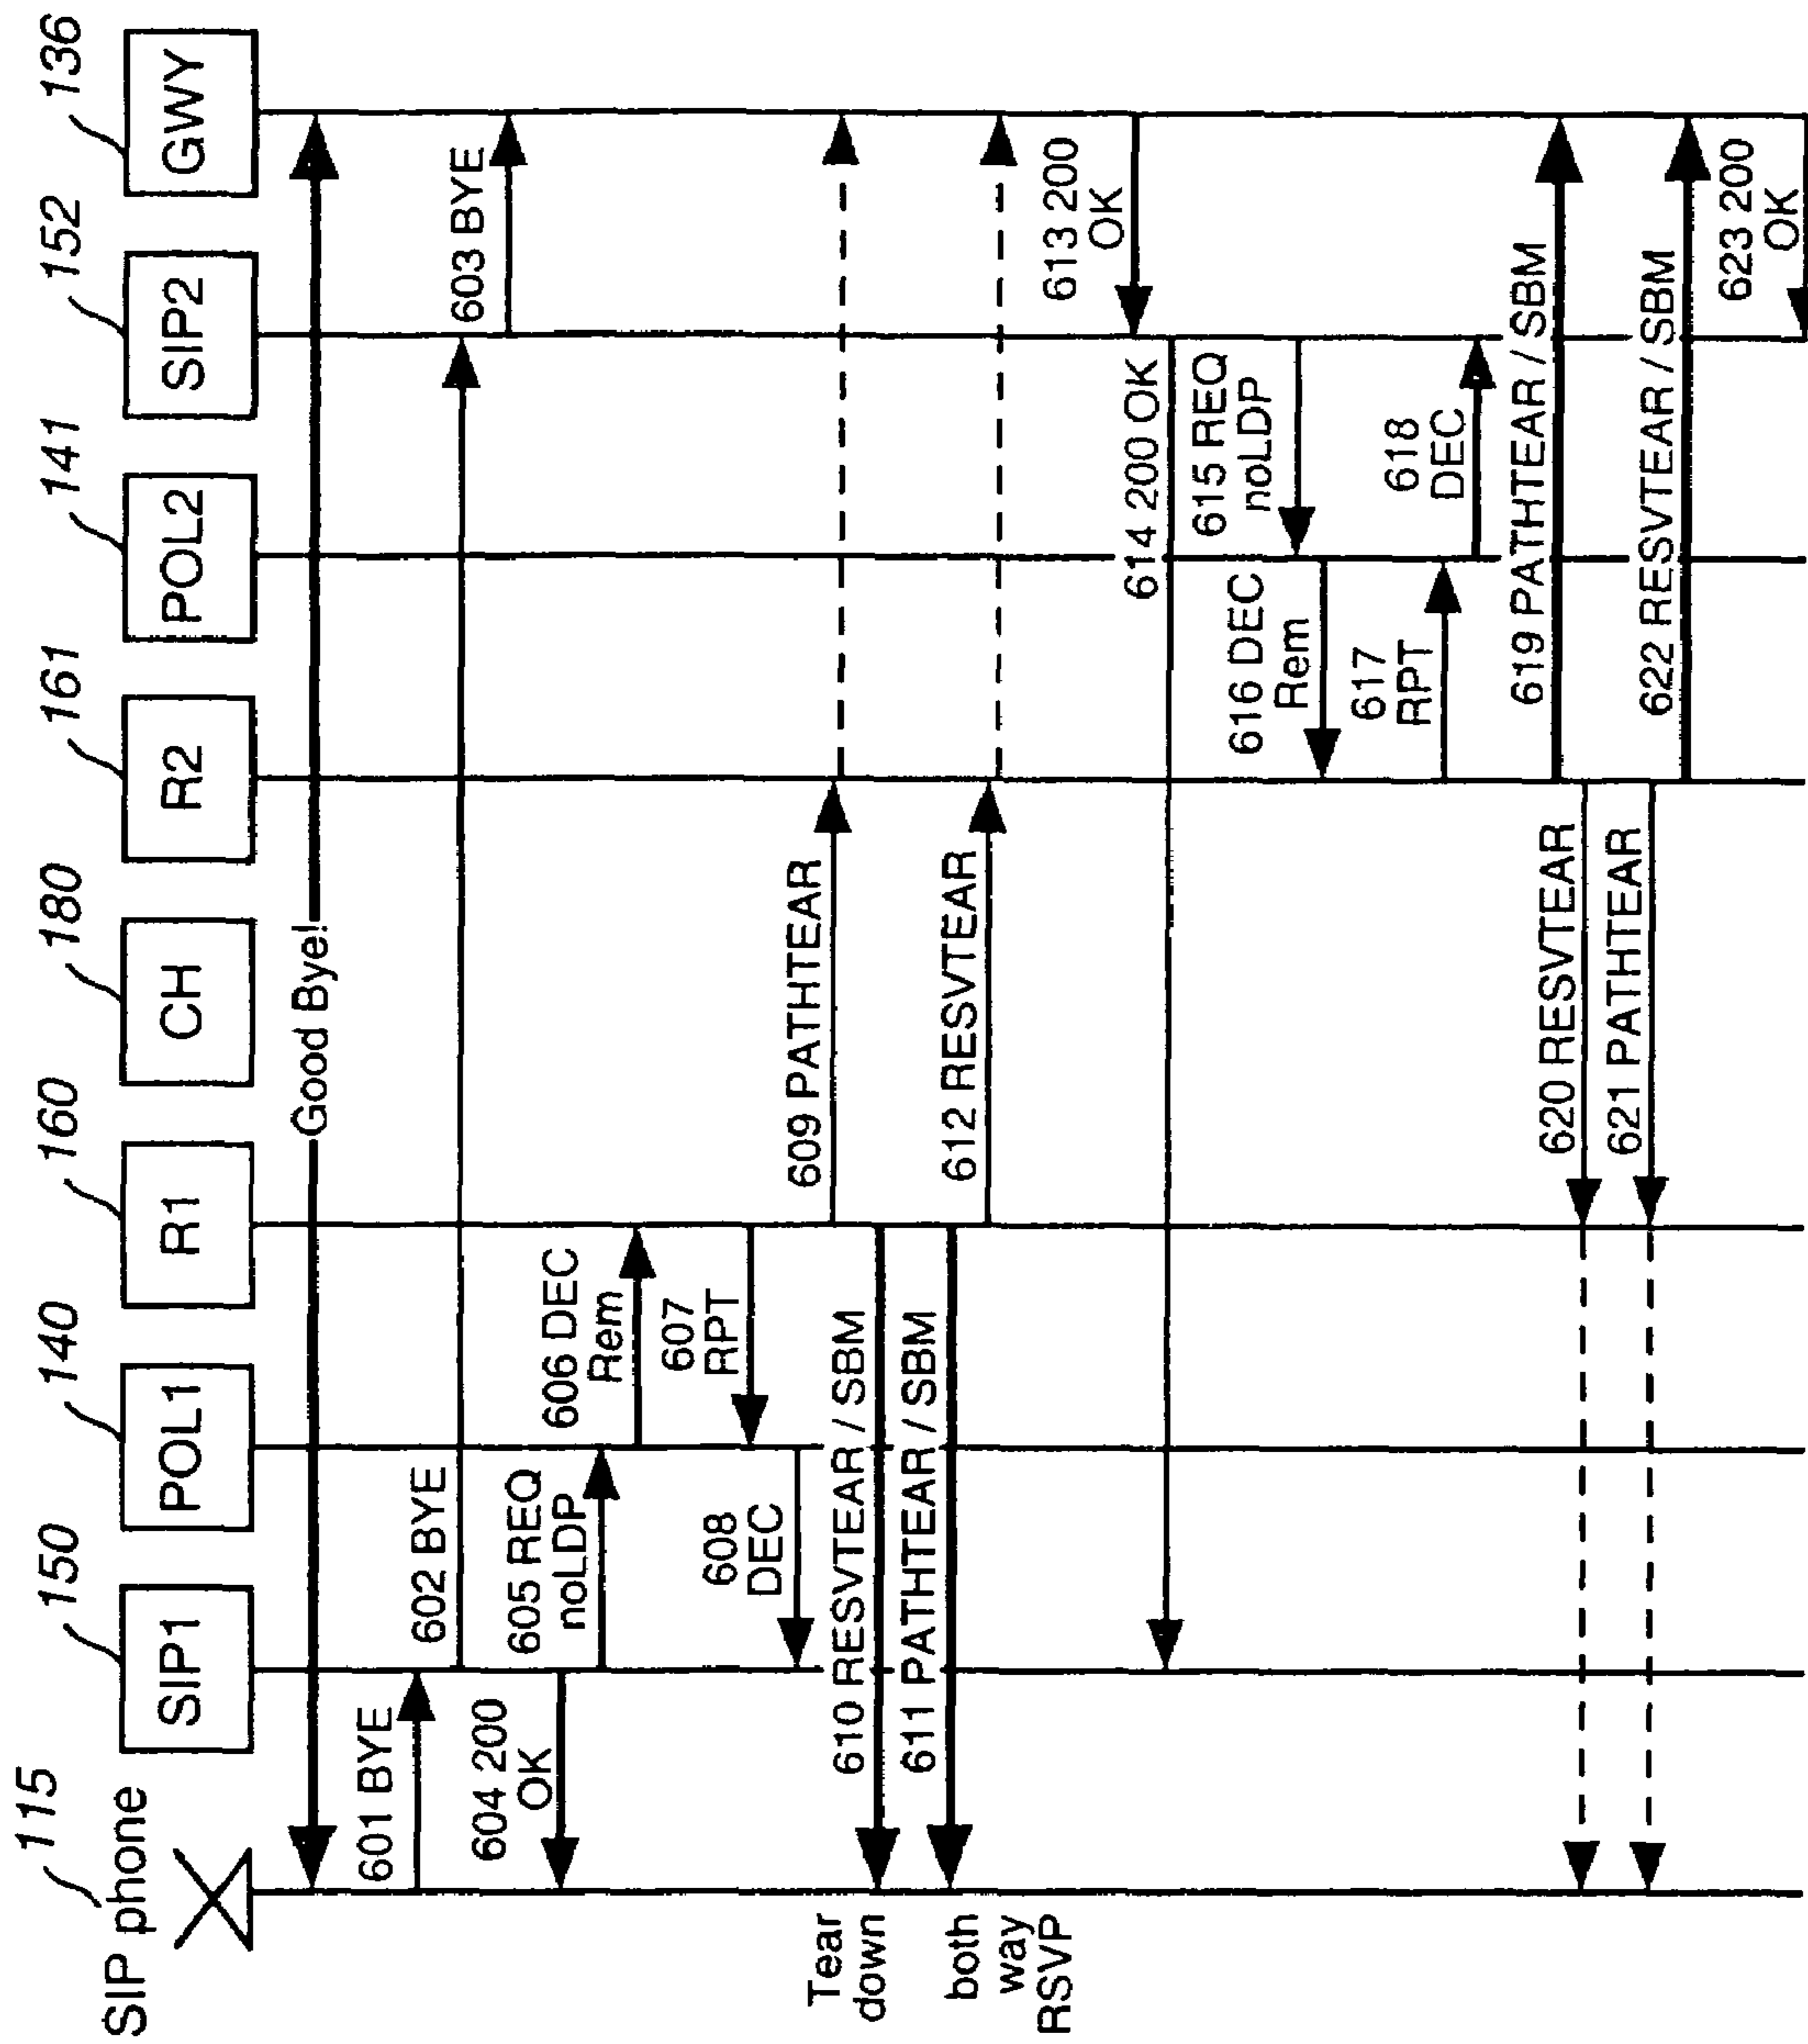 115
150
140
160
180
161
141
152
136
SIP phone
SIP1
POL1
R1
CH
R2
POL2
SIP2
GWY
Good Bye!
601 BYE
602 BYE
603 BYE
604 200
OK
605 REQ
noLDP
606 DEC
Rem
607
RPT
608
DEC
609 PATHTEAR
Tear
down
610 RESVTEAR / SBM
611 PATHTEAR / SBM
both
way
RSVP
612 RESVTEAR
613 200
OK
614 200 OK
615 REQ
noLDP
616 DEC
Rem
617
RPT
618
DEC
619 PATHTEAR / SBM
620 RESVTEAR
621 PATHTEAR
622 RESVTEAR / SBM
623 200
OK